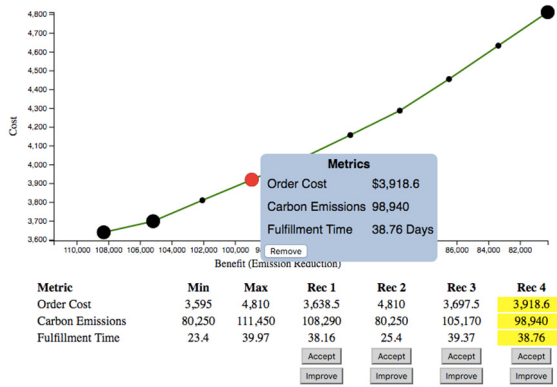 4,800
4,700
4,600
4,500
4,400
4,300
4,200
4,100
4,000
3,900
3,800
3,700
3,600
Cost
Metrics
Order Cost $3,918.6
Carbon Emissions 98,940
Fulfillment Time 38.76 Days
Remove
110,000 108,000 106,000 104,000 102,000 100,000 86,000 84,000 82,000
Benefit (Emission Reduction)
Metric Min Max Rec 1 Rec 2 Rec 3 Rec 4
Order Cost 3,595 4,810 3,638.5 4,810 3,697.5 3,918.6
Carbon Emissions 80,250 111,450 108,290 80,250 105,170 98,940
Fulfillment Time 23.4 39.97 38.16 25.4 39.37 38.76
Accept Accept Accept Accept
Improve Improve Improve Improve